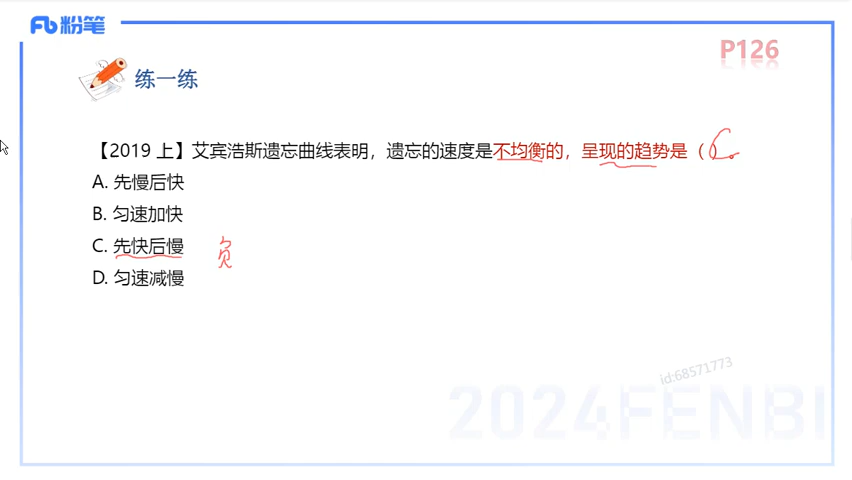 粉笔
P126
练一练
【2019 上】艾宾浩斯遗忘曲线表明，遗忘的速度是不均衡的，呈现的趋势是（ C
A. 先慢后快
B. 匀速加快
C. 先快后慢 负
D. 匀速减慢
id:68571773
2024FENBI